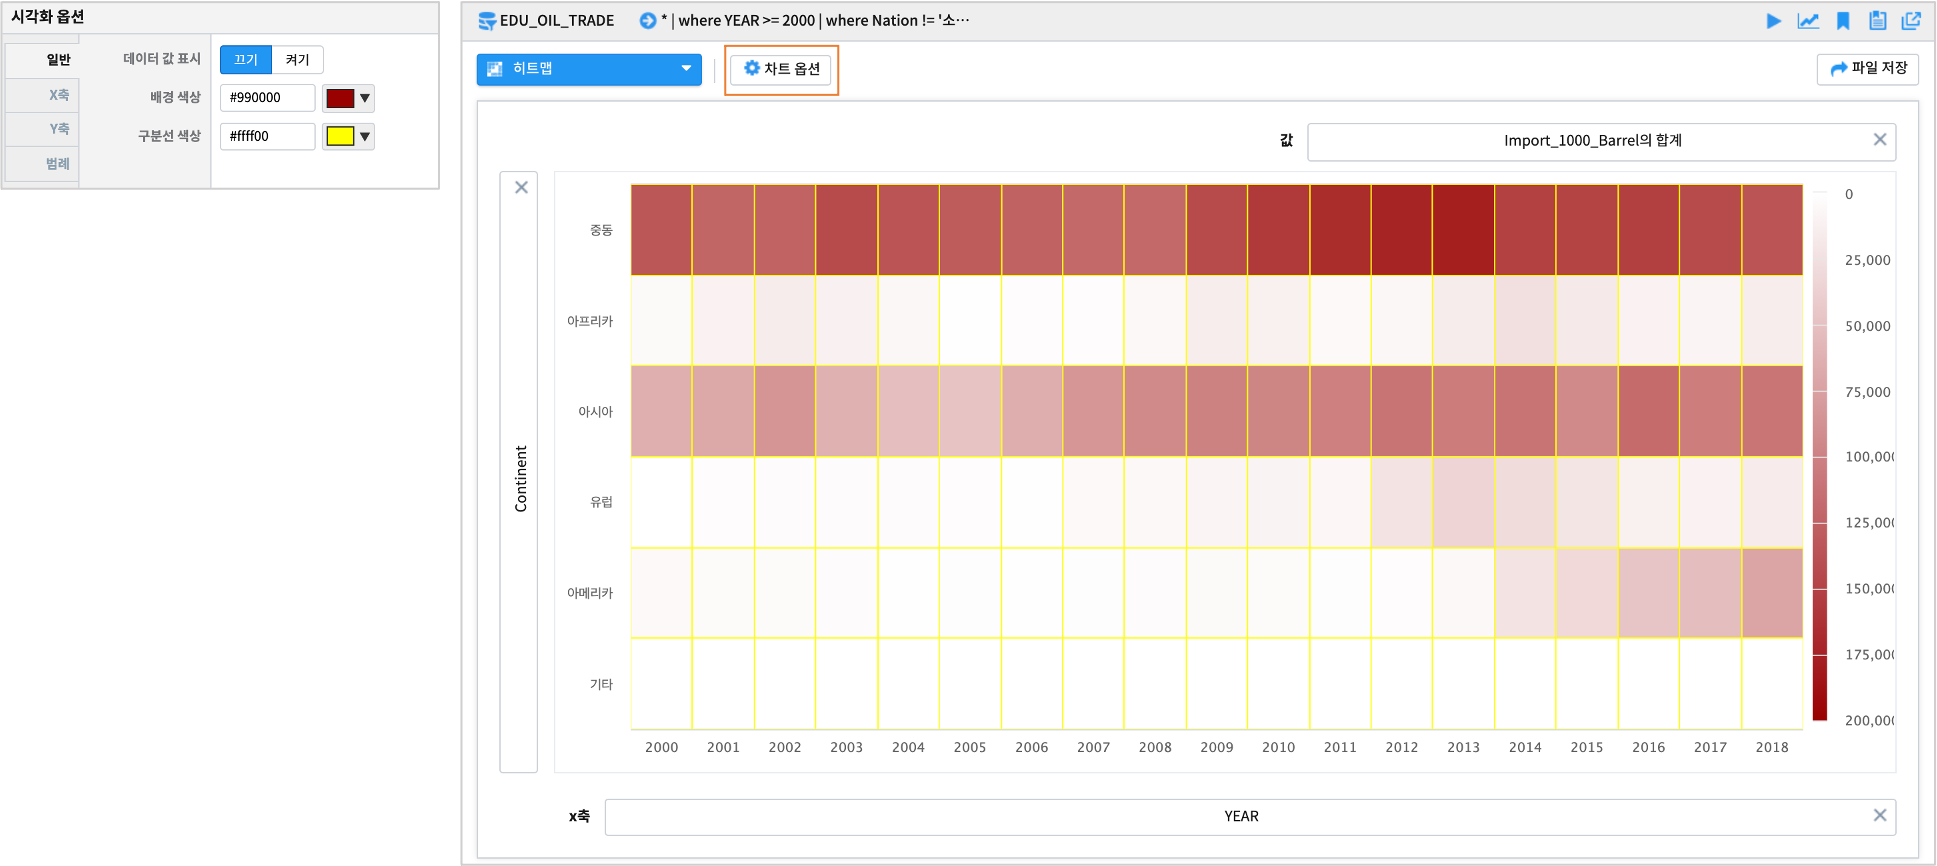 시각화 옵션
일반
X축
Y축
범례
데이터 값 표시
끄기
켜기
배경 색상
#990000
구분선 색상
#ffff00
EDU_OIL_TRADE
* | where YEAR >= 2000 | where Nation != '소…
히트맵
차트 옵션
파일 저장
값
Import_1000_Barrel의 합계
Continent
중동
아프리카
아시아
유럽
아메리카
기타
0
25,000
50,000
75,000
100,000
125,000
150,000
175,000
200,000
2000 2001 2002 2003 2004 2005 2006 2007 2008 2009 2010 2011 2012 2013 2014 2015 2016 2017 2018
x축
YEAR